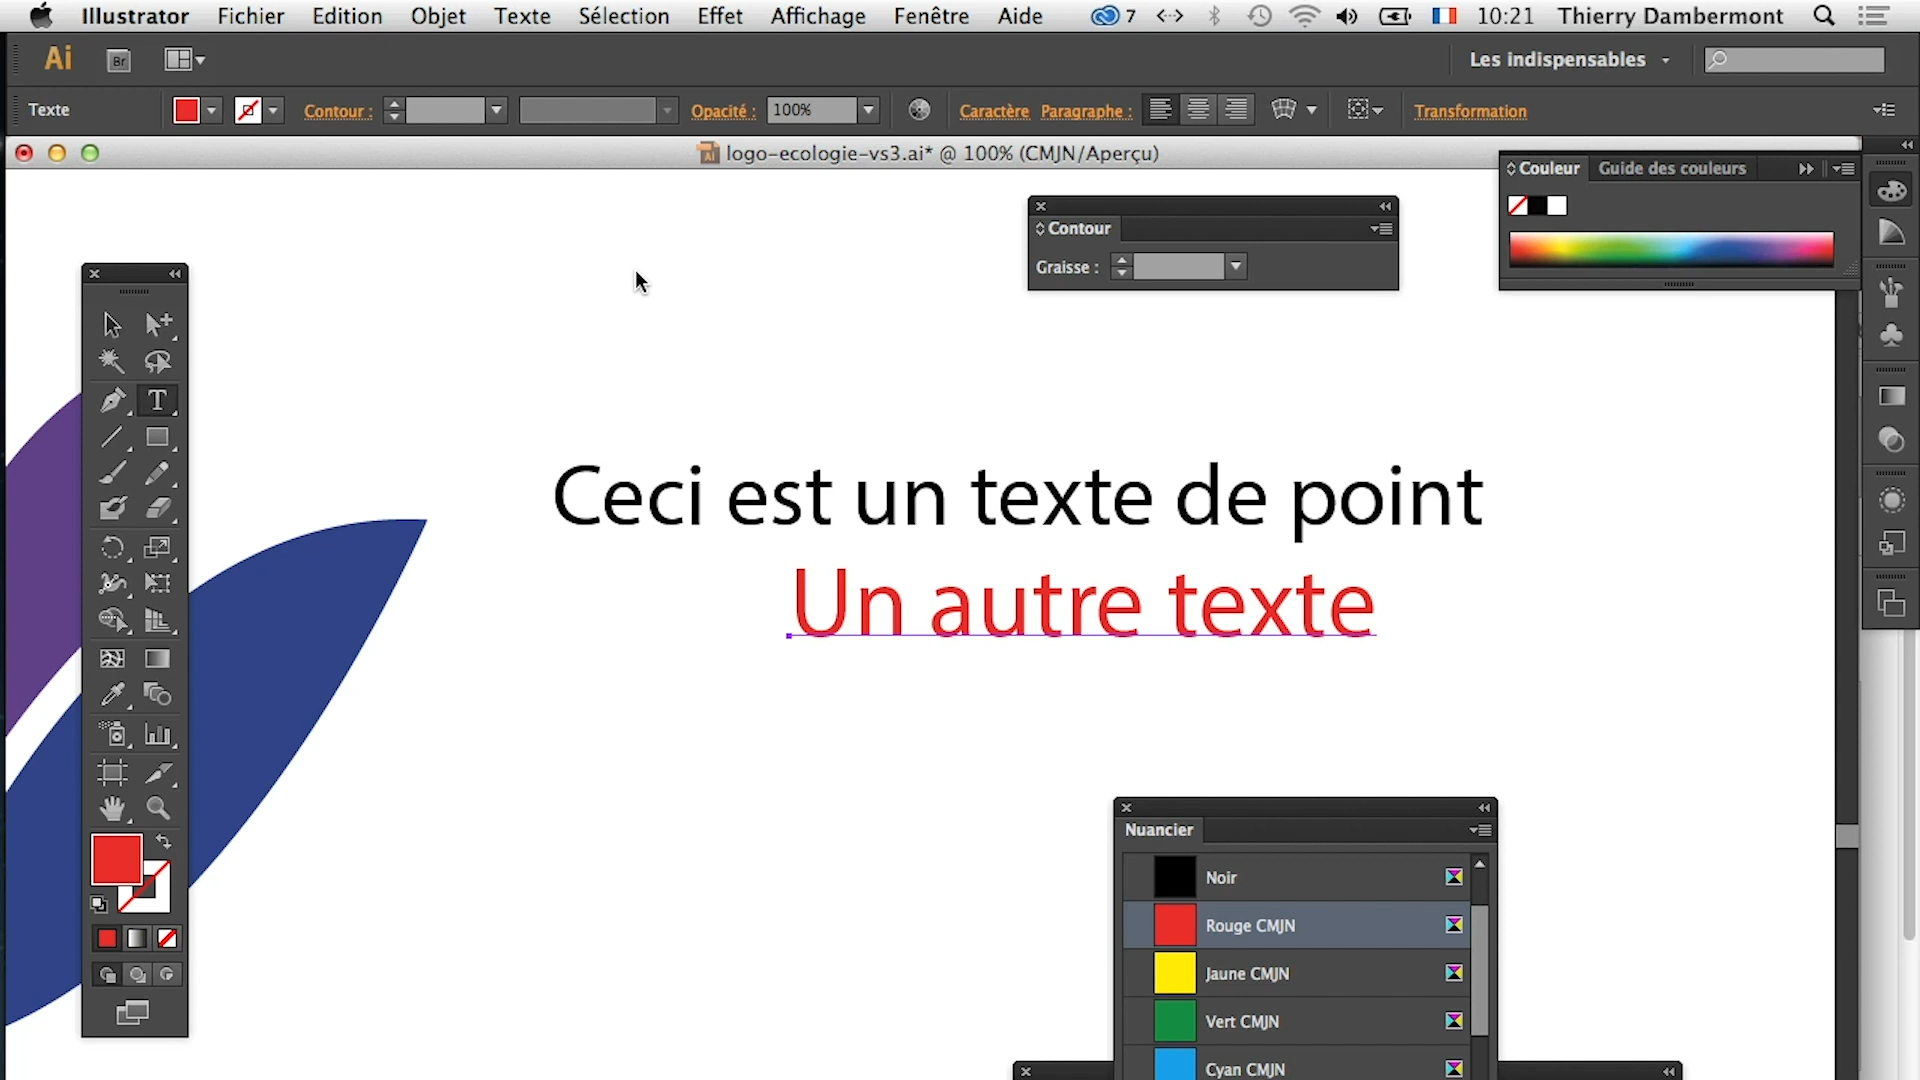 Illustrator Fichier Edition Objet Texte Sélection Effet Affichage Fenêtre Aide 7 10:21 Thierry Dambermont
Ai Br Les indispensables
Texte Contour : Opacité : 100% Caractère Paragraphe : Transformation
logo-ecologie-vs3.ai* @ 100% (CMJN/Aperçu)
Couleur Guide des couleurs
Contour
Graisse :
Ceci est un texte de point
Un autre texte
Nuancier
Noir
Rouge CMJN
Jaune CMJN
Vert CMJN
Cyan CMJN